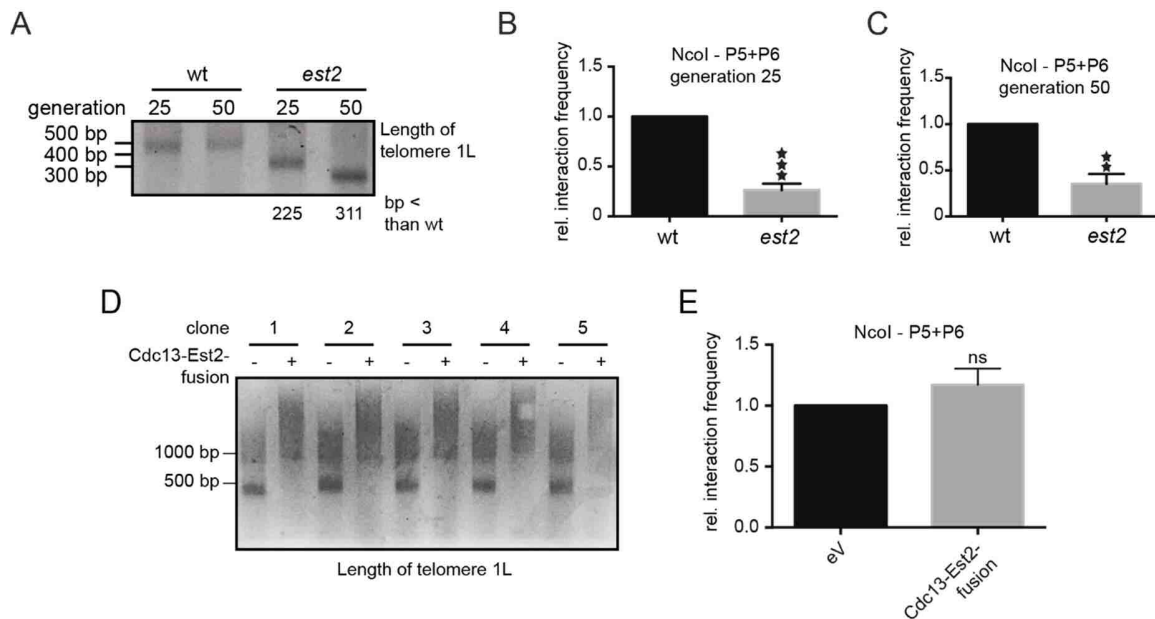 A
wt est2
generation 25 50 25 50
500 bp
400 bp
300 bp
Length of
telomere 1L
225 311
bp <
than wt
B
NcoI - P5+P6
generation 25
rel. interaction frequency
1.5
1.0
0.5
0
wt est2
C
NcoI - P5+P6
generation 50
rel. interaction frequency
1.5
1.0
0.5
0
wt est2
D
clone 1 2 3 4 5
Cdc13-Est2-
fusion
- + - + - + - + - +
1000 bp
500 bp
Length of telomere 1L
E
NcoI - P5+P6
rel. interaction frequency
1.5
1.0
0.5
0.0
ns
eV
Cdc13-Est2-
fusion